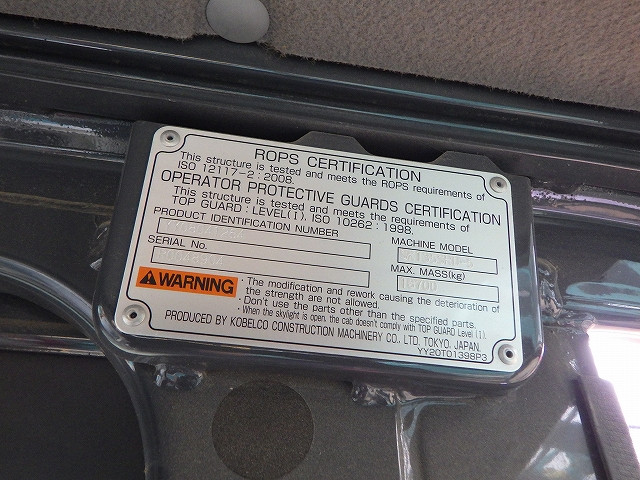 ROPS CERTIFICATION
This structure is tested and meets the ROPS requirements of
ISO 12117-2 : 2008.
OPERATOR PROTECTIVE GUARDS CERTIFICATION
This structure is tested and meets the requirements of
TOP GUARD : LEVEL(I), ISO 10262 : 1998.
PRODUCT IDENTIFICATION NUMBER
MACHINE MODEL
SERIAL No.
MAX. MASS(kg)
WARNING
· The modification and rework causing the deterioration of
the strength are not allowed.
· Don't use the parts other than the specified parts.
· When the skylight is open, the cab doesn't comply with TOP GUARD Level (I).
PRODUCED BY KOBELCO CONSTRUCTION MACHINERY CO., LTD. TOKYO, JAPAN.
YY20T01398P3